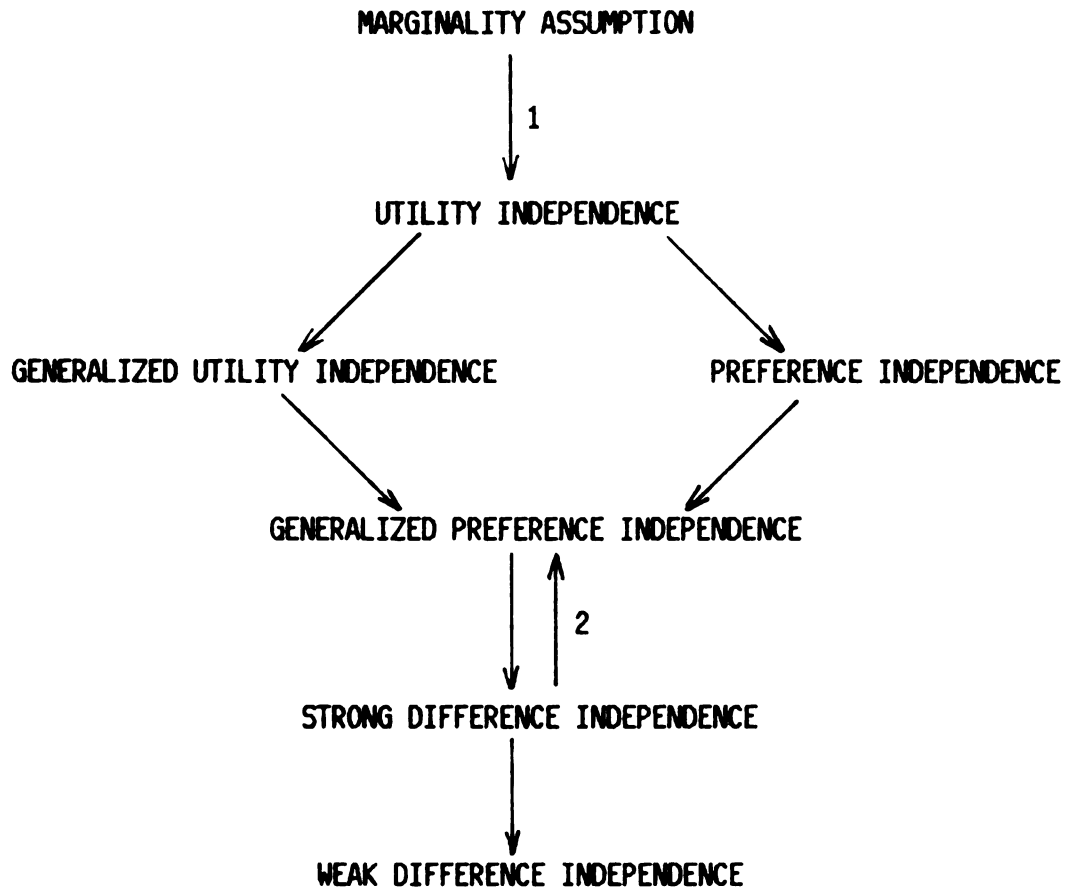 MARGINALITY ASSUMPTION
1
UTILITY INDEPENDENCE
GENERALIZED UTILITY INDEPENDENCE
PREFERENCE INDEPENDENCE
GENERALIZED PREFERENCE INDEPENDENCE
2
STRONG DIFFERENCE INDEPENDENCE
WEAK DIFFERENCE INDEPENDENCE